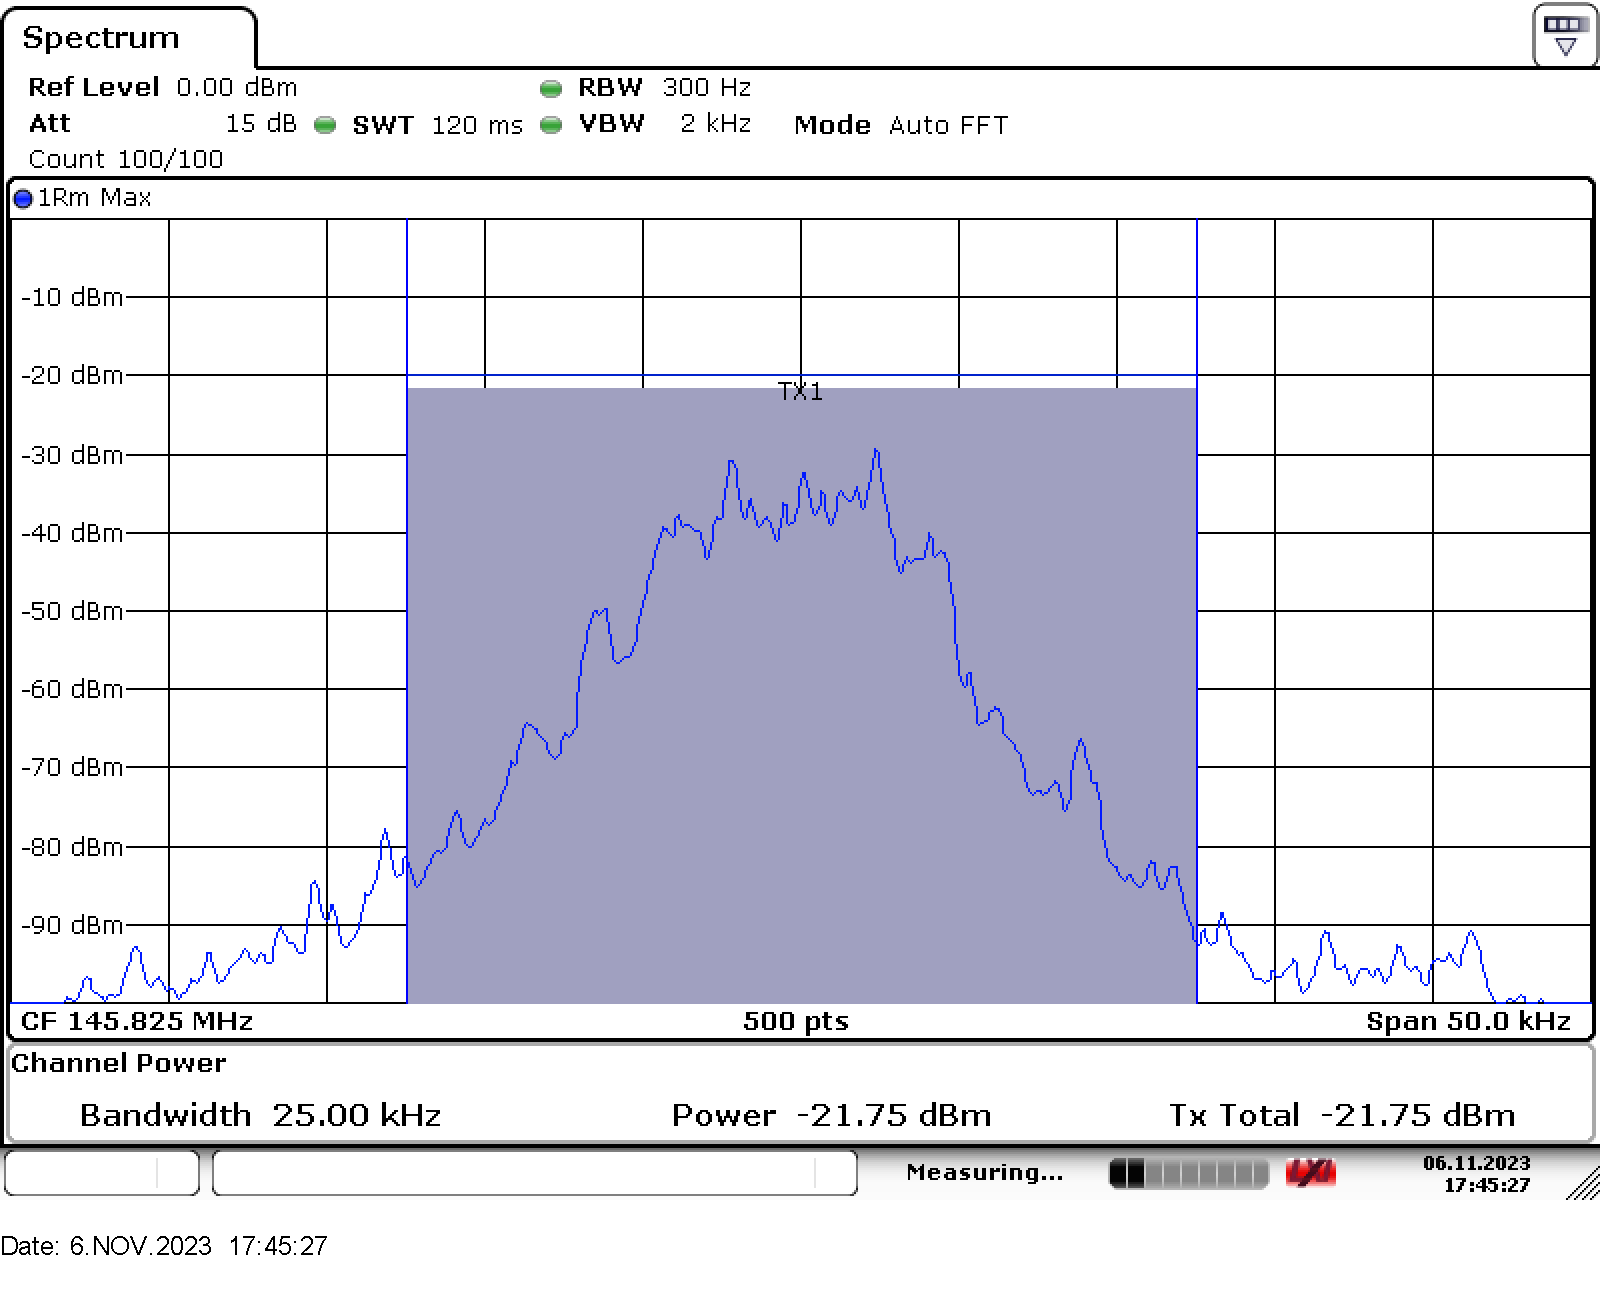 Spectrum
Ref Level 0.00 dBm RBW 300 Hz
Att 15 dB SWT 120 ms VBW 2 kHz Mode Auto FFT
Count 100/100
1Rm Max
-10 dBm
-20 dBm
TX1
-30 dBm
-40 dBm
-50 dBm
-60 dBm
-70 dBm
-80 dBm
-90 dBm
CF 145.825 MHz 500 pts Span 50.0 kHz
Channel Power
Bandwidth 25.00 kHz Power -21.75 dBm Tx Total -21.75 dBm
Measuring... LXI 06.11.2023
17:45:27
Date: 6.NOV.2023 17:45:27